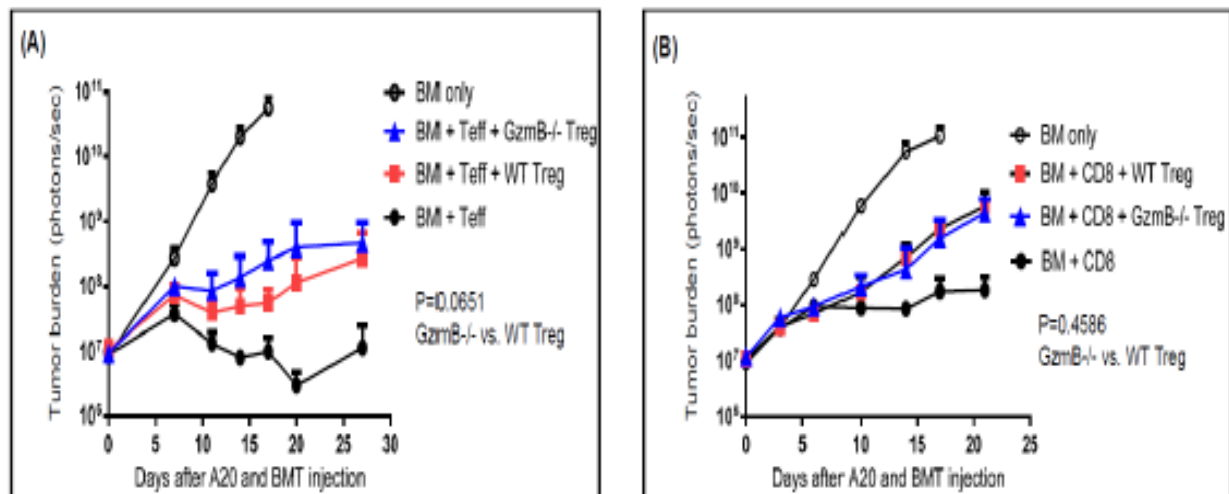 (A)
Tumor burden (photons/sec)
10^11
10^10
10^9
10^8
10^7
10^6
0 5 10 15 20 25 30
Days after A20 and BMT injection
BM only
BM + Teff + GzmB-/- Treg
BM + Teff + WT Treg
BM + Teff
P=0.0651
GzmB-/- vs. WT Treg
(B)
Tumor burden (photons/sec)
10^11
10^10
10^9
10^8
10^7
10^6
0 5 10 15 20 25
Days after A20 and BMT injection
BM only
BM + CD8 + WT Treg
BM + CD8 + GzmB-/- Treg
BM + CD8
P=0.4586
GzmB-/- vs. WT Treg